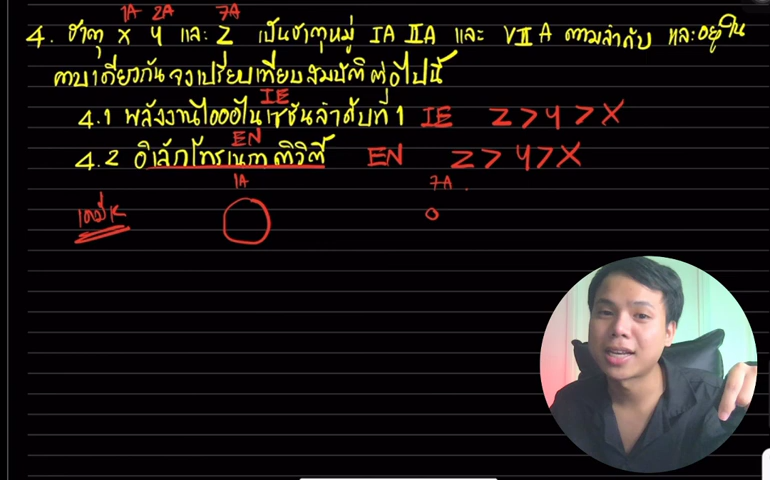 1A 2A 7A
4. ธาตุ X Y และ Z เป็นธาตุหมู่ IA IIA และ VIIA ตามลำดับ และอยู่ใน
คาบเดียวกัน จงเปรียบเทียบสมบัติต่อไปนี้
IE
4.1 พลังงานไอออไนเซชันลำดับที่ 1 IE Z > Y > X
EN
4.2 อิเล็กโทรเนกาติวิตี EN Z > Y > X
1A 7A